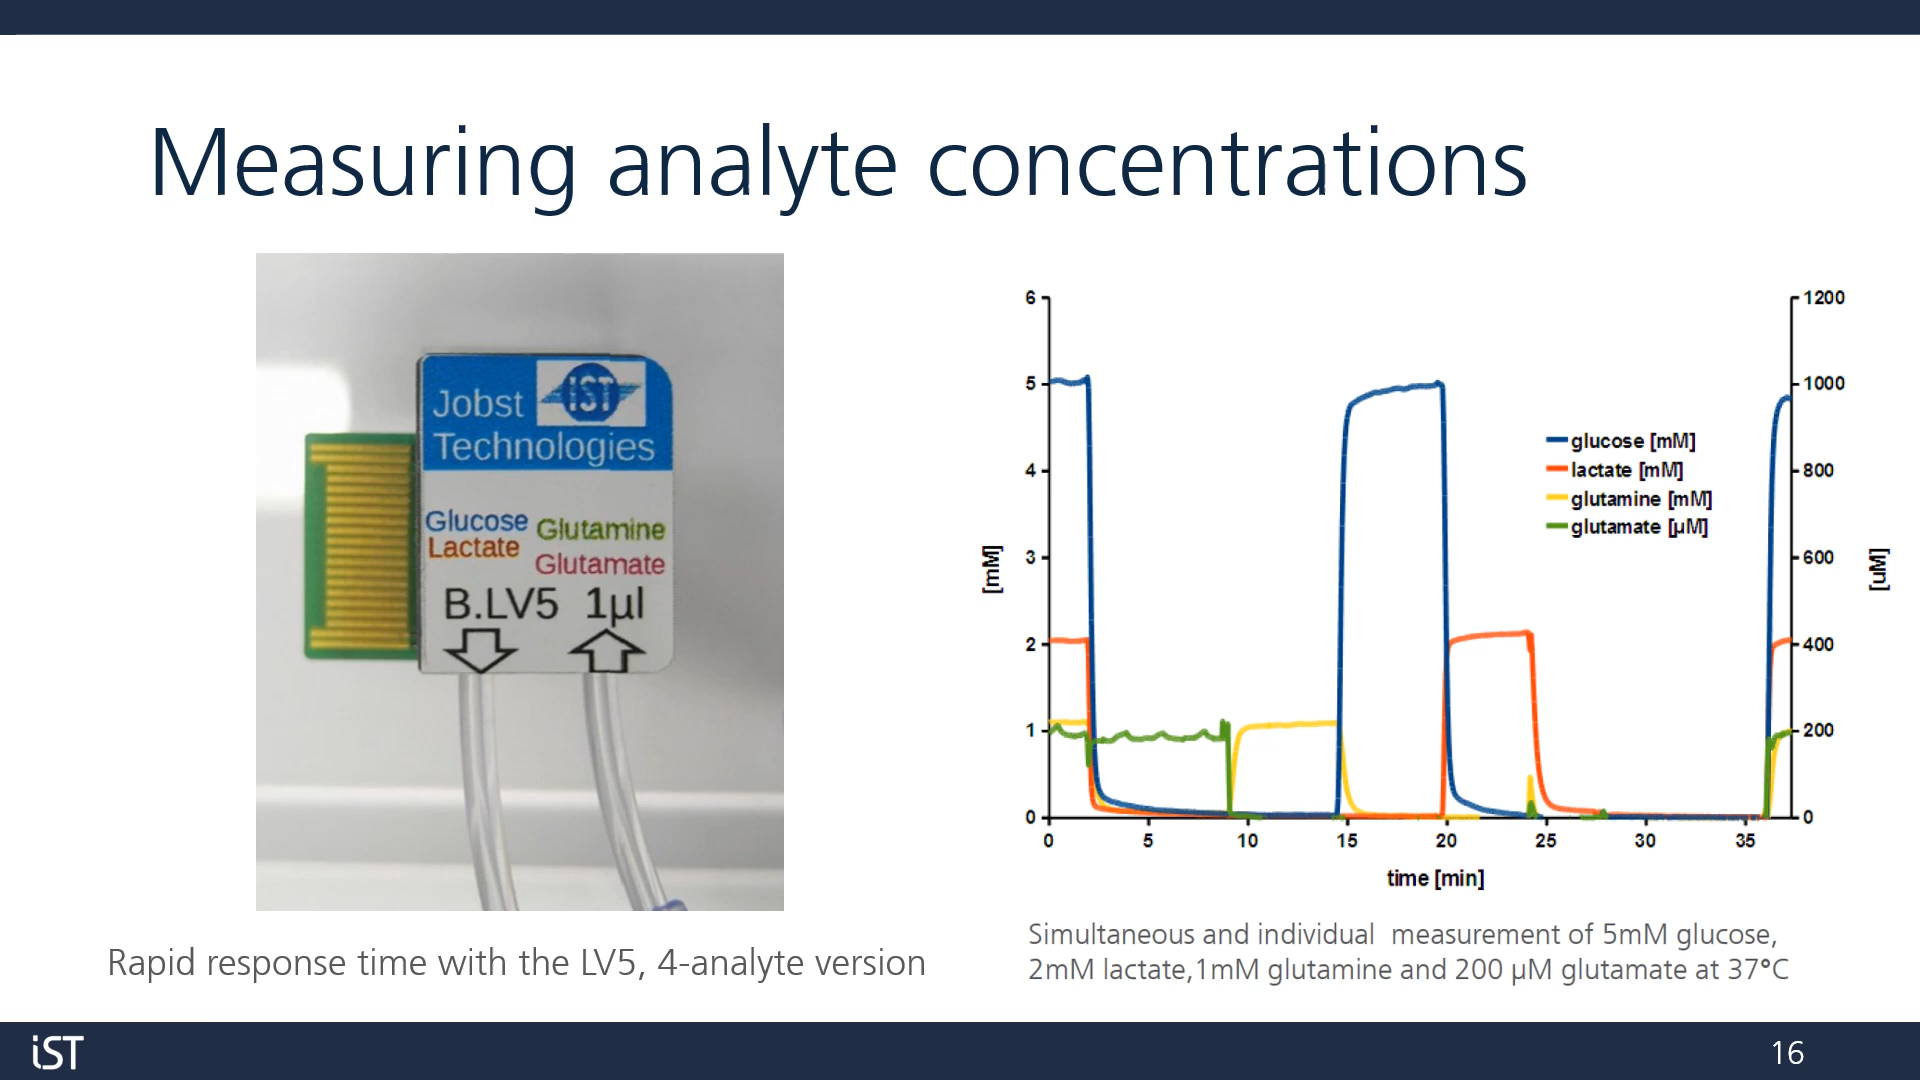 Measuring analyte concentrations
Jobst
IST
Technologies
Glucose
Lactate
Glutamine
Glutamate
B.LV5 1µl
Rapid response time with the LV5, 4-analyte version
6
5
4
3
2
1
0
[mM]
1200
1000
800
600
400
200
0
[uM]
glucose [mM]
lactate [mM]
glutamine [mM]
glutamate [µM]
0 5 10 15 20 25 30 35
time [min]
Simultaneous and individual measurement of 5mM glucose,
2mM lactate,1mM glutamine and 200 µM glutamate at 37°C
iST
16